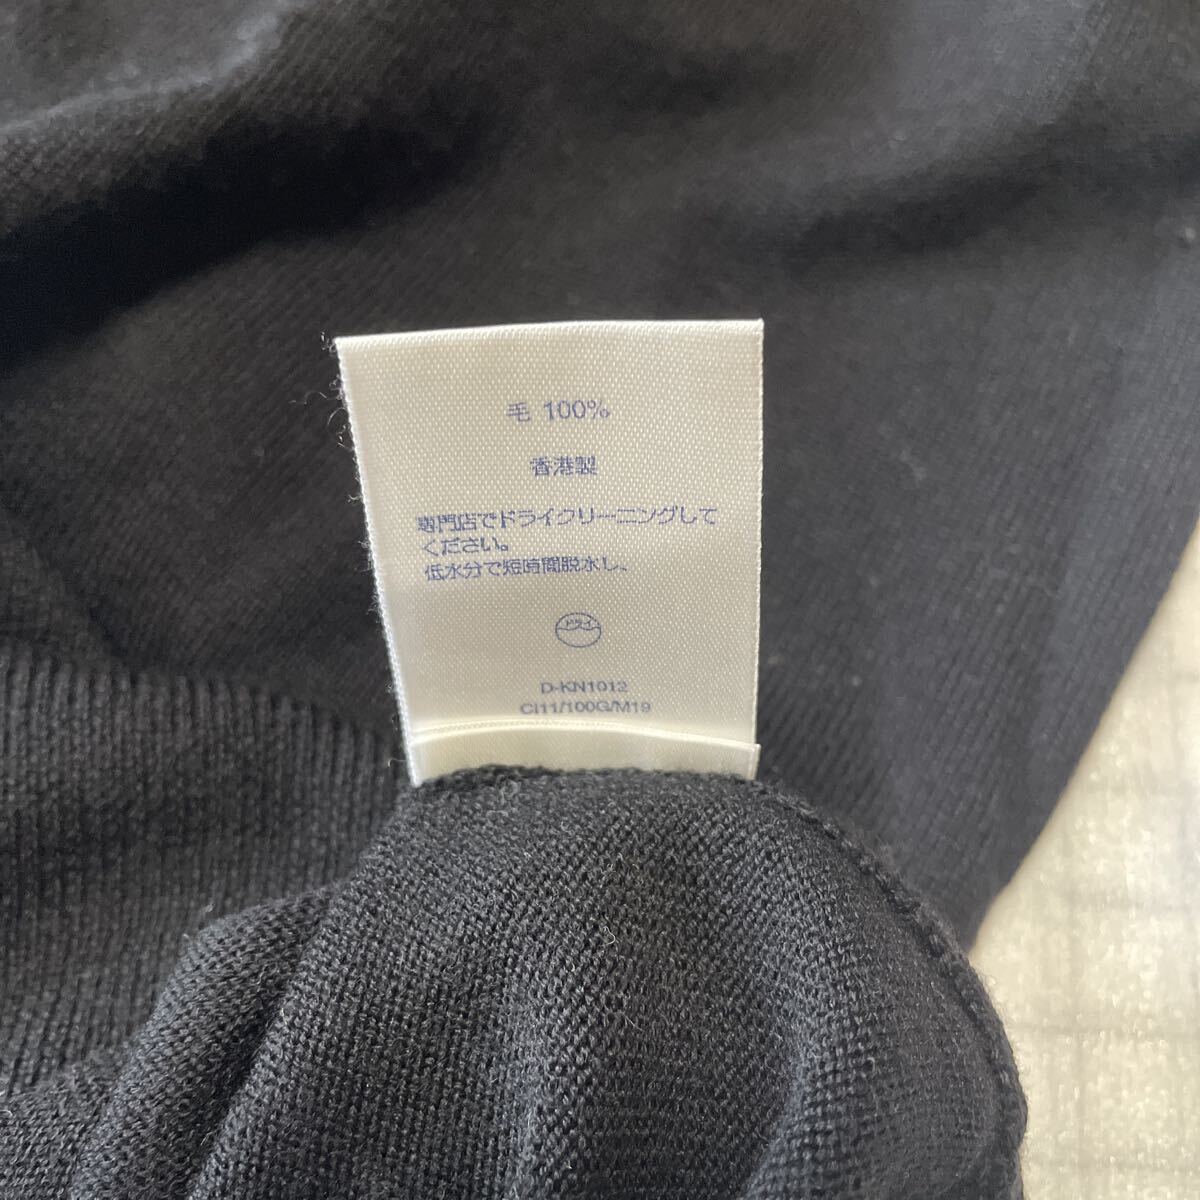 毛 100%
香港製
専門店でドライクリーニングして
ください。
低水分で短時間脱水し、
ドライ
D-KN1012
CI11/100G/M19